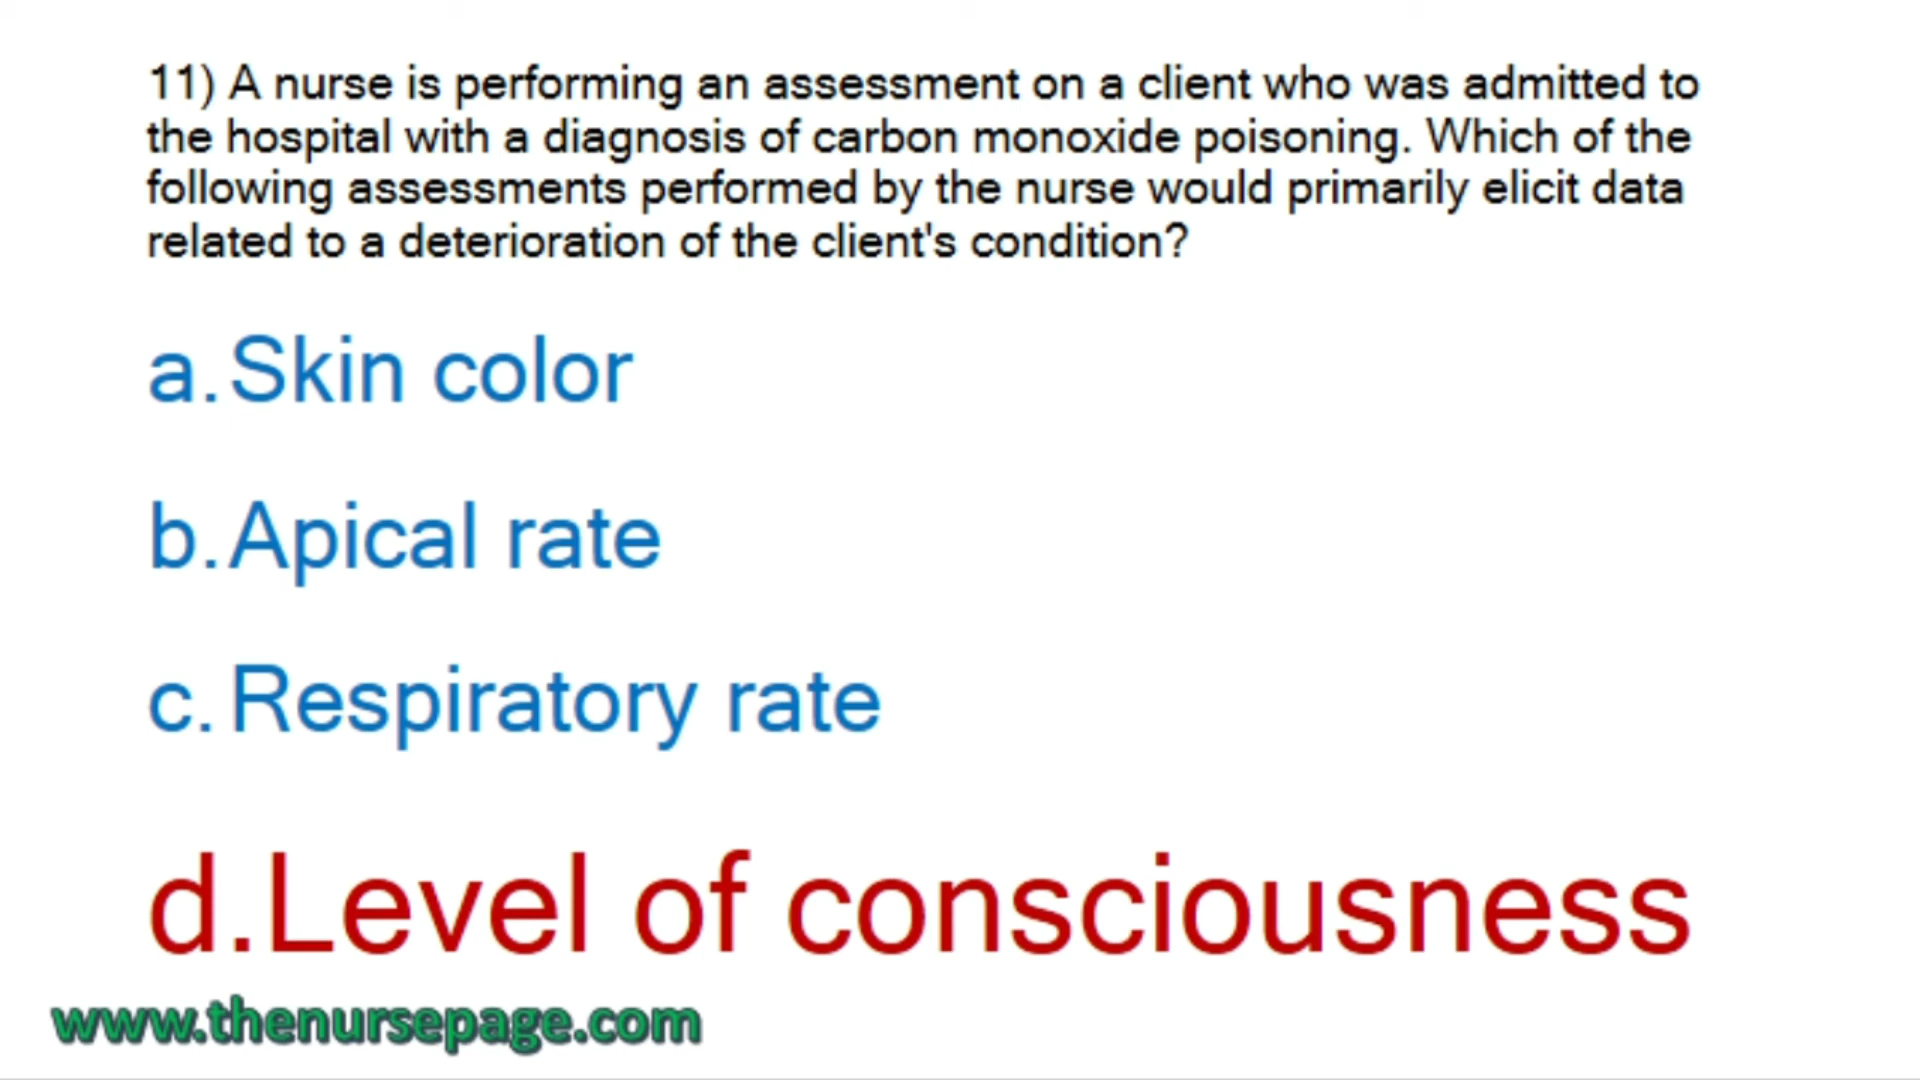 11) A nurse is performing an assessment on a client who was admitted to
the hospital with a diagnosis of carbon monoxide poisoning. Which of the
following assessments performed by the nurse would primarily elicit data
related to a deterioration of the client's condition?
a. Skin color
b. Apical rate
c. Respiratory rate
d. Level of consciousness
www.thenursepage.com